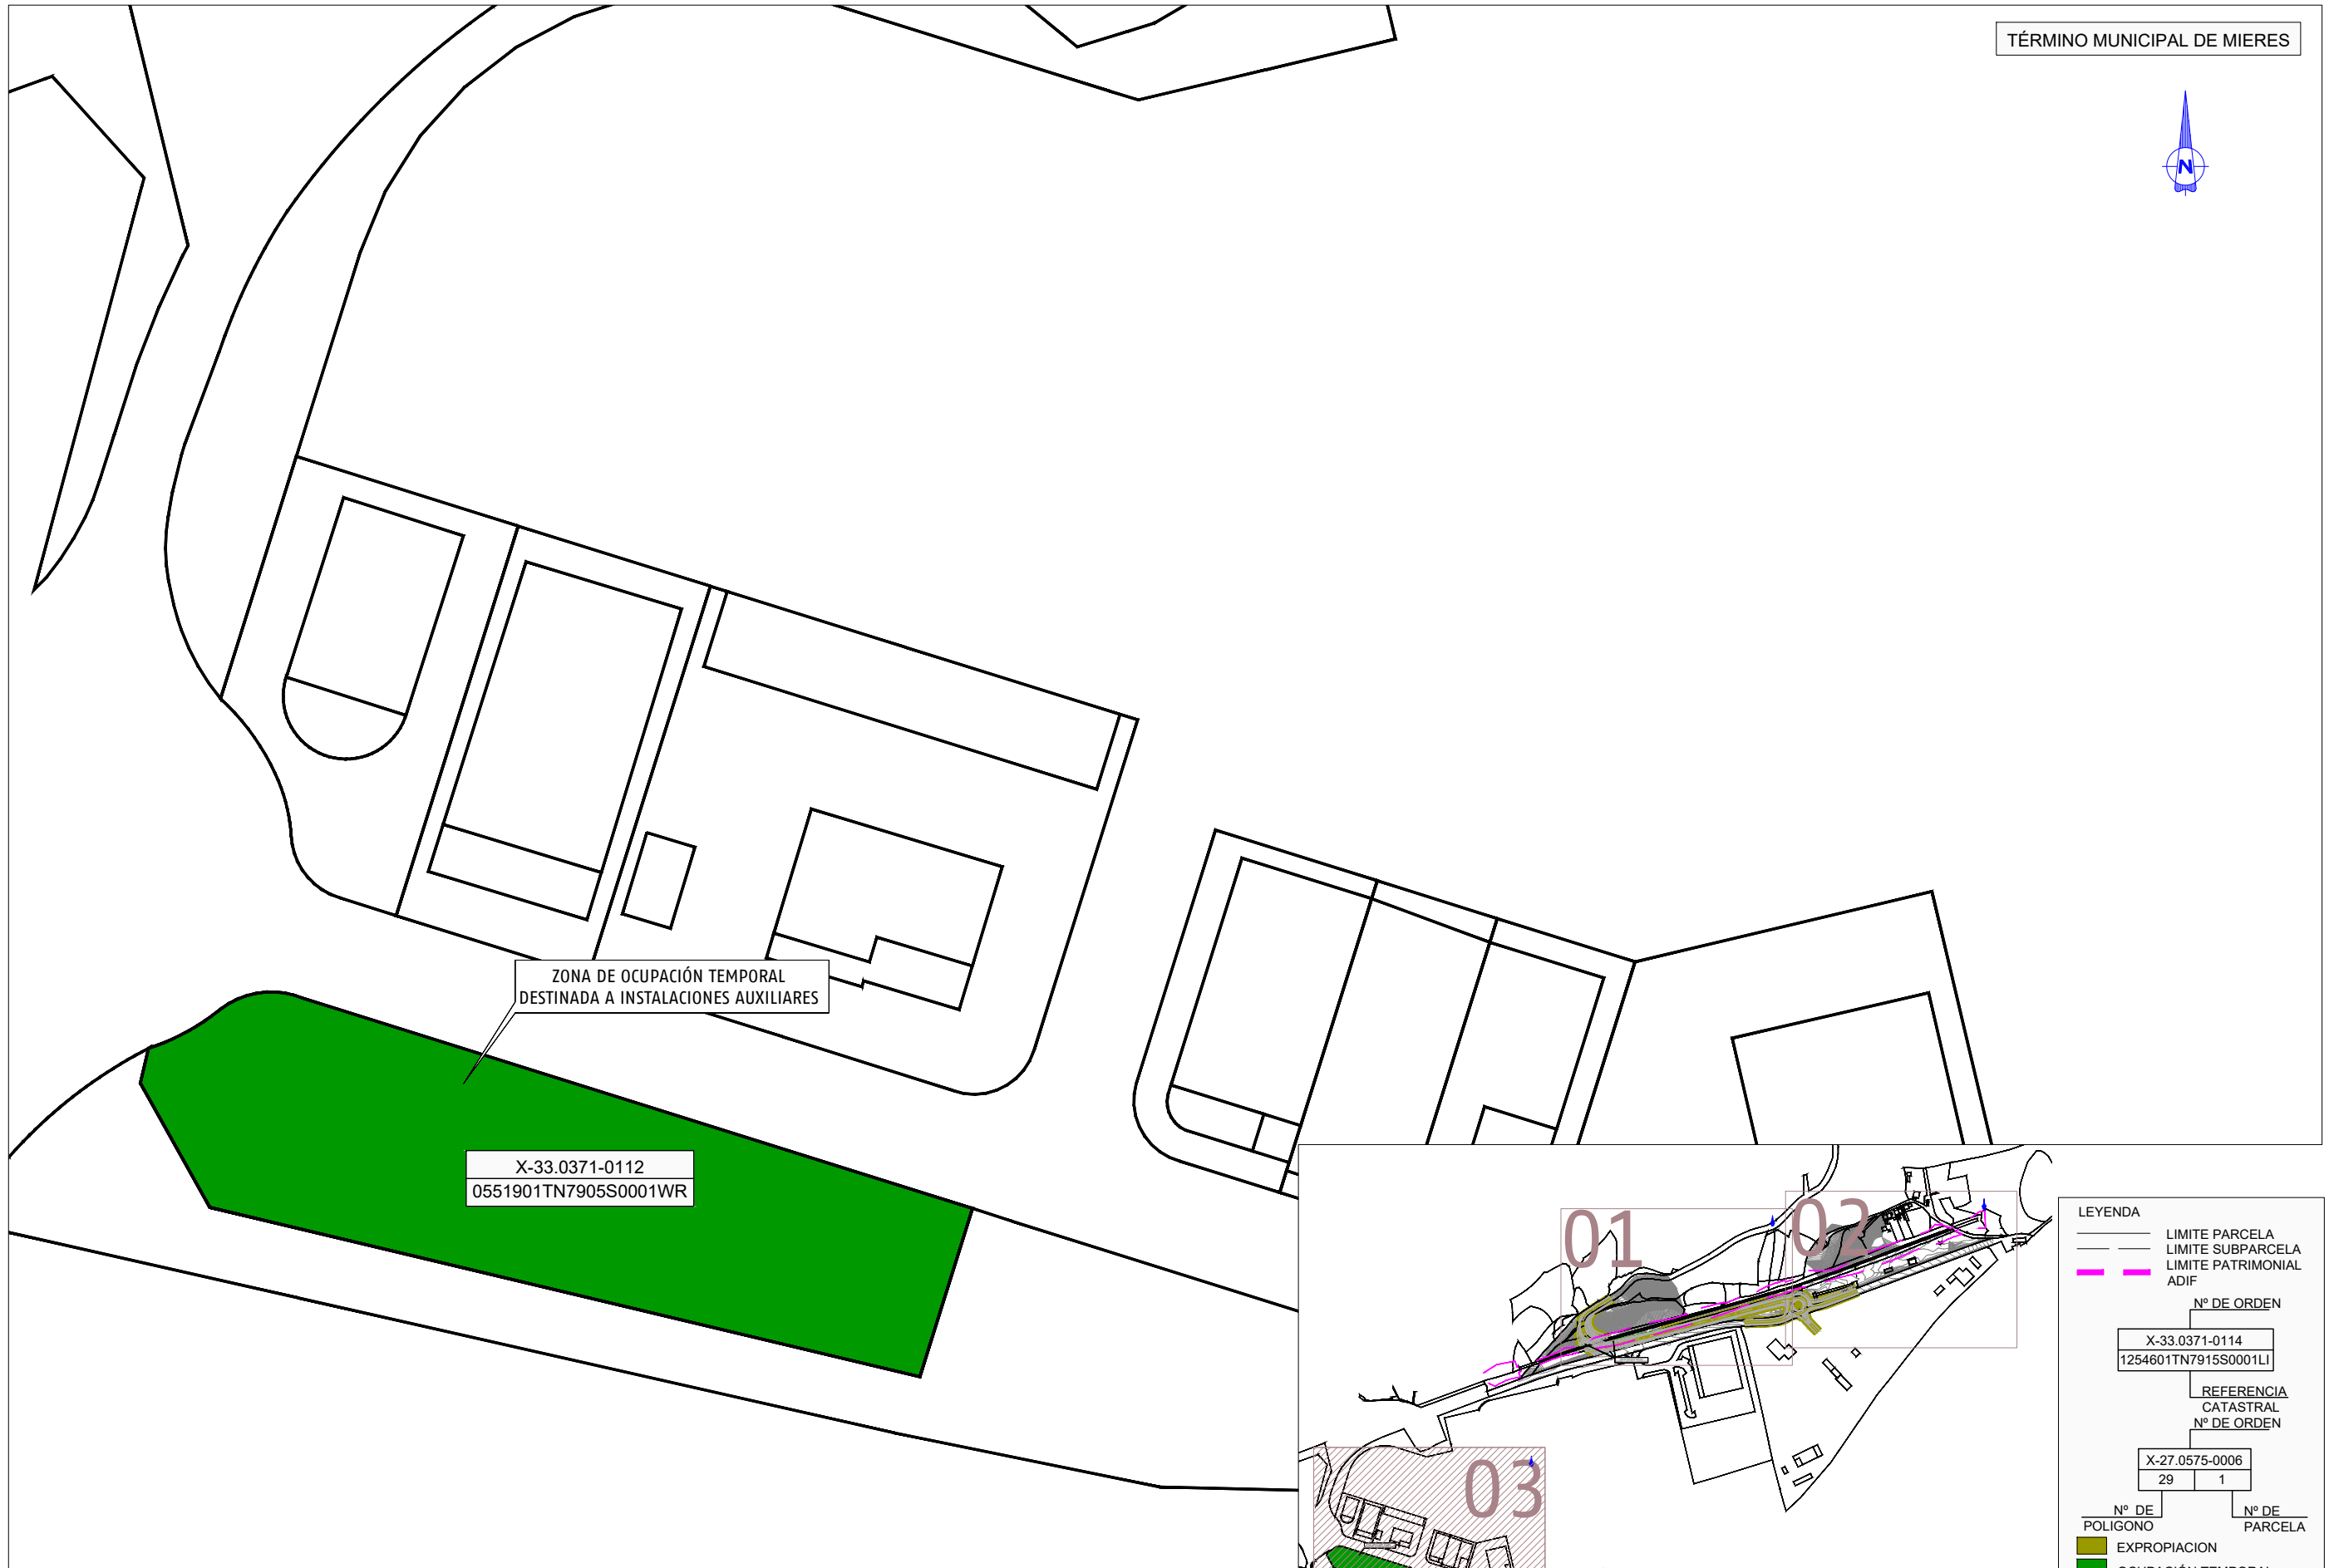 TÉRMINO MUNICIPAL DE MIERES
N
ZONA DE OCUPACIÓN TEMPORAL
DESTINADA A INSTALACIONES AUXILIARES
X-33.0371-0112
0551901TN7905S0001WR
01
02
03
LEYENDA
LIMITE PARCELA
LIMITE SUBPARCELA
LIMITE PATRIMONIAL
ADIF
Nº DE ORDEN
X-33.0371-0114
1254601TN7915S0001LI
REFERENCIA
CATASTRAL
Nº DE ORDEN
X-27.0575-0006
29 1
Nº DE
POLIGONO
Nº DE
PARCELA
EXPROPIACION
OCUPACIÓN TEMPORAL